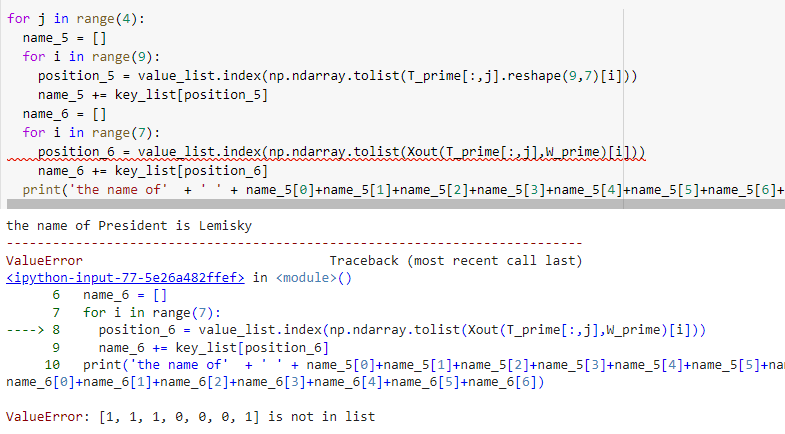 for j in range(4):
  name_5 = []
  for i in range(9):
    position_5 = value_list.index(np.ndarray.tolist(T_prime[:,j].reshape(9,7)[i]))
    name_5 += key_list[position_5]
  name_6 = []
  for i in range(7):
    position_6 = value_list.index(np.ndarray.tolist(Xout(T_prime[:,j],W_prime)[i]))
    name_6 += key_list[position_6]
  print('the name of'  + ' ' + name_5[0]+name_5[1]+name_5[2]+name_5[3]+name_5[4]+name_5[5]+name_5[6]+
the name of President is Lemisky
---------------------------------------------------------------------------
ValueError                                Traceback (most recent call last)
<ipython-input-77-5e26a482ffef> in <module>()
      6   name_6 = []
      7   for i in range(7):
----> 8     position_6 = value_list.index(np.ndarray.tolist(Xout(T_prime[:,j],W_prime)[i]))
      9     name_6 += key_list[position_6]
     10   print('the name of'  + ' ' + name_5[0]+name_5[1]+name_5[2]+name_5[3]+name_5[4]+name_5[5]+na
name_6[0]+name_6[1]+name_6[2]+name_6[3]+name_6[4]+name_6[5]+name_6[6])
ValueError: [1, 1, 1, 0, 0, 0, 1] is not in list